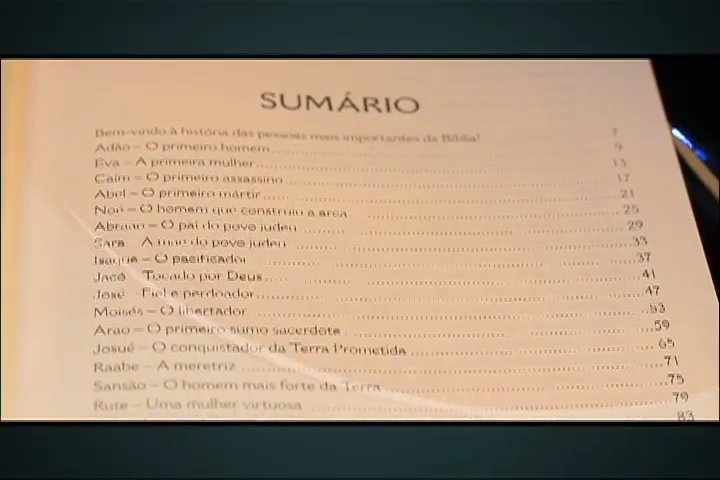 SUMÁRIO
Bem-vindo à história das pessoas mais importantes da Bíblia! 7
Adão – O primeiro homem 9
Eva – A primeira mulher 13
Caim – O primeiro assassino 17
Abel – O primeiro mártir 21
Noé – O homem que construiu a arca 25
Abraão – O pai do povo judeu 29
Sara – A mãe do povo judeu 33
Isaque – O pacificador 37
Jacó – Tocado por Deus 41
José – Fiel e perdoador 47
Moisés – O libertador 53
Arão – O primeiro sumo sacerdote 59
Josué – O conquistador da Terra Prometida 65
Raabe – A meretriz 71
Sansão – O homem mais forte da Terra 75
Rute – Uma mulher virtuosa 79
83